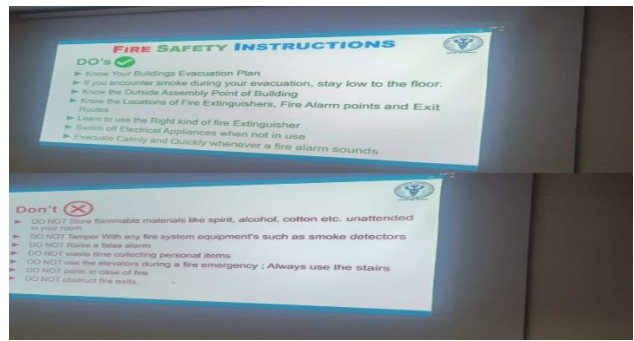 FIRE SAFETY INSTRUCTIONS
DO's
Know Your Buildings Evacuation Plan
If you encounter smoke during your evacuation, stay low to the floor.
Know the Outside Assembly Point of Building
Know the Locations of Fire Extinguishers, Fire Alarm points and Exit
Routes
Learn to use the Right kind of fire Extinguisher
Switch off Electrical Appliances when not in use
Evacuate Calmly and Quickly whenever a fire alarm sounds
Don't
DO NOT Store flammable materials like spirit, alcohol, cotton etc. unattended
in your room
DO NOT Tamper With any fire system equipment's such as smoke detectors
DO NOT Raise a false alarm
DO NOT waste time collecting personal items
DO NOT use the elevators during a fire emergency ; Always use the stairs
DO NOT panic in case of fire
DO NOT obstruct fire exits